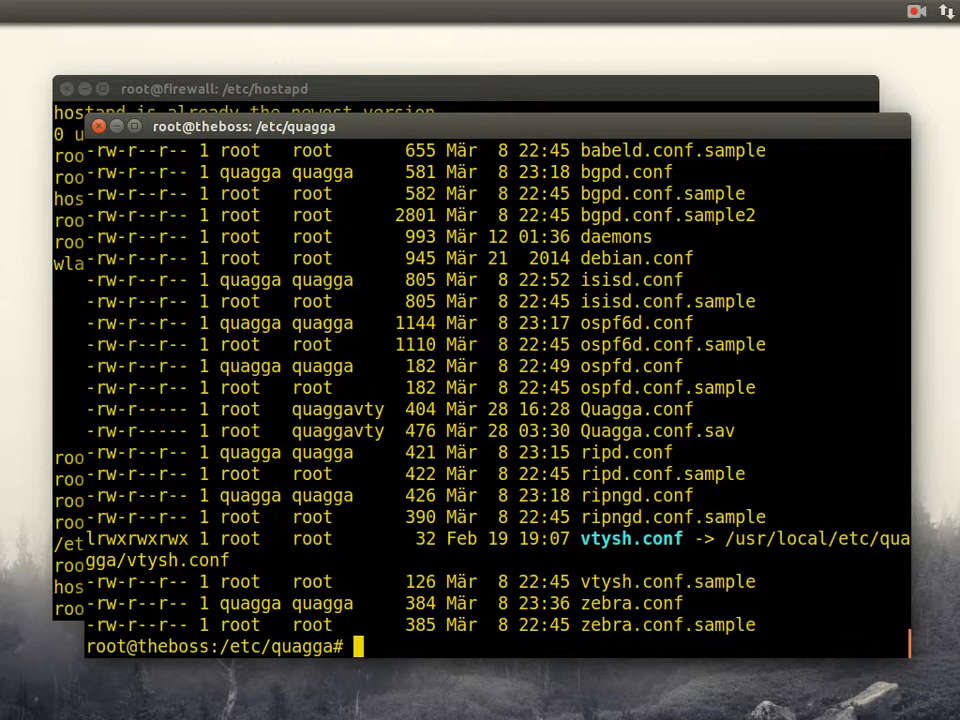 root@firewall: /etc/hostapd
hostapd is already the newest version
0 u
roo
roo
hos
roo
roo
wla
roo
roo
roo
roo
/et
roo
hos
roo
root@theboss: /etc/quagga
-rw-r--r-- 1 root   root       655 Mär  8 22:45 babeld.conf.sample
-rw-r--r-- 1 quagga quagga     581 Mär  8 23:18 bgpd.conf
-rw-r--r-- 1 root   root       582 Mär  8 22:45 bgpd.conf.sample
-rw-r--r-- 1 root   root      2801 Mär  8 22:45 bgpd.conf.sample2
-rw-r--r-- 1 root   root       993 Mär 12 01:36 daemons
-rw-r--r-- 1 root   root       945 Mär 21  2014 debian.conf
-rw-r--r-- 1 quagga quagga     805 Mär  8 22:52 isisd.conf
-rw-r--r-- 1 root   root       805 Mär  8 22:45 isisd.conf.sample
-rw-r--r-- 1 quagga quagga    1144 Mär  8 23:17 ospf6d.conf
-rw-r--r-- 1 root   root      1110 Mär  8 22:45 ospf6d.conf.sample
-rw-r--r-- 1 quagga quagga     182 Mär  8 22:49 ospfd.conf
-rw-r--r-- 1 root   root       182 Mär  8 22:45 ospfd.conf.sample
-rw-r----- 1 root   quaggavty  404 Mär 28 16:28 Quagga.conf
-rw-r----- 1 root   quaggavty  476 Mär 28 03:30 Quagga.conf.sav
-rw-r--r-- 1 quagga quagga     421 Mär  8 23:15 ripd.conf
-rw-r--r-- 1 root   root       422 Mär  8 22:45 ripd.conf.sample
-rw-r--r-- 1 quagga quagga     426 Mär  8 23:18 ripngd.conf
-rw-r--r-- 1 root   root       390 Mär  8 22:45 ripngd.conf.sample
lrwxrwxrwx 1 root   root        32 Feb 19 19:07 vtysh.conf -> /usr/local/etc/qua
gga/vtysh.conf
-rw-r--r-- 1 root   root       126 Mär  8 22:45 vtysh.conf.sample
-rw-r--r-- 1 quagga quagga     384 Mär  8 23:36 zebra.conf
-rw-r--r-- 1 root   root       385 Mär  8 22:45 zebra.conf.sample
root@theboss:/etc/quagga#